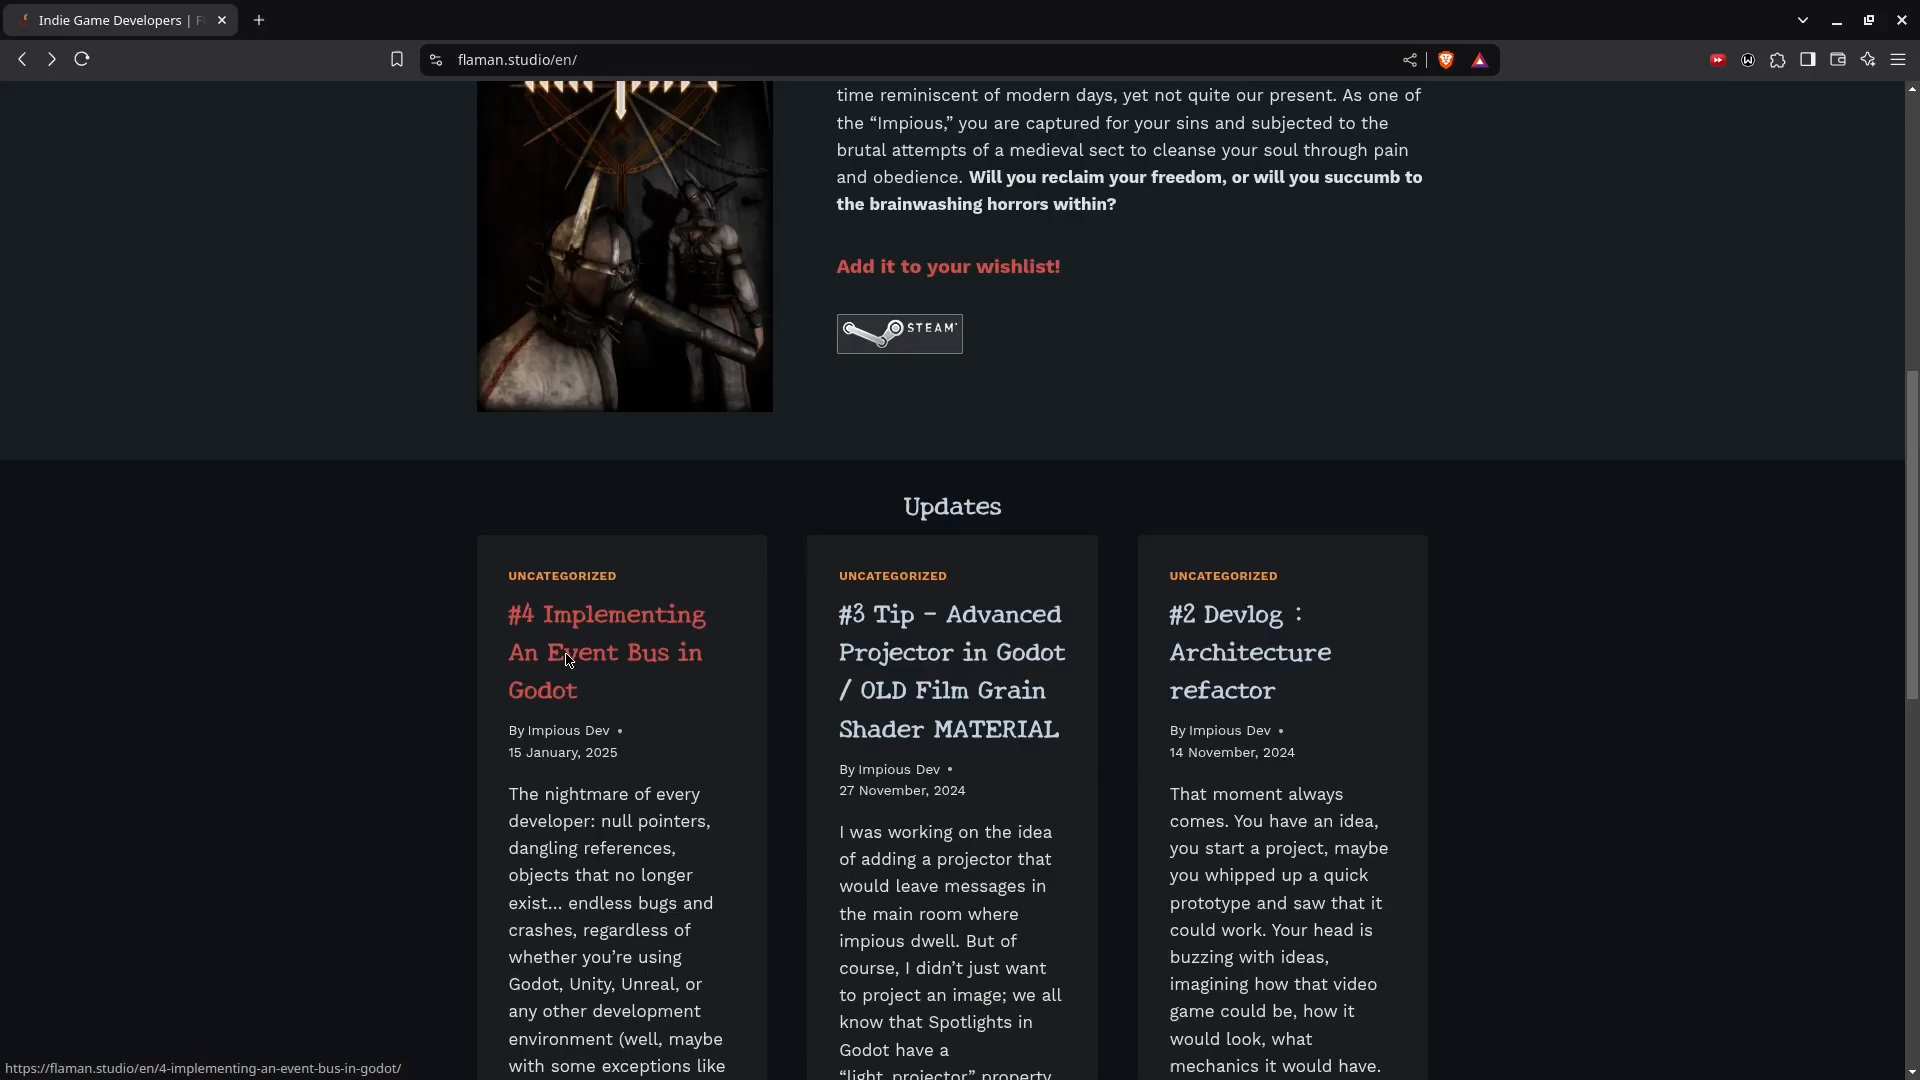 Indie Game Developers | F
flaman.studio/en/
time reminiscent of modern days, yet not quite our present. As one of
the “Impious,” you are captured for your sins and subjected to the
brutal attempts of a medieval sect to cleanse your soul through pain
and obedience. Will you reclaim your freedom, or will you succumb to
the brainwashing horrors within?
Add it to your wishlist!
STEAM
Updates
UNCATEGORIZED
#4 Implementing
An Event Bus in
Godot
By Impious Dev •
15 January, 2025
The nightmare of every
developer: null pointers,
dangling references,
objects that no longer
exist… endless bugs and
crashes, regardless of
whether you’re using
Godot, Unity, Unreal, or
any other development
environment (well, maybe
with some exceptions like
UNCATEGORIZED
#3 Tip – Advanced
Projector in Godot
/ OLD Film Grain
Shader MATERIAL
By Impious Dev •
27 November, 2024
I was working on the idea
of adding a projector that
would leave messages in
the main room where
impious dwell. But of
course, I didn’t just want
to project an image; we all
know that Spotlights in
Godot have a
“light_projector” property
UNCATEGORIZED
#2 Devlog :
Architecture
refactor
By Impious Dev •
14 November, 2024
That moment always
comes. You have an idea,
you start a project, maybe
you whipped up a quick
prototype and saw that it
could work. Your head is
buzzing with ideas,
imagining how that video
game could be, how it
would look, what
mechanics it would have.
https://flaman.studio/en/4-implementing-an-event-bus-in-godot/